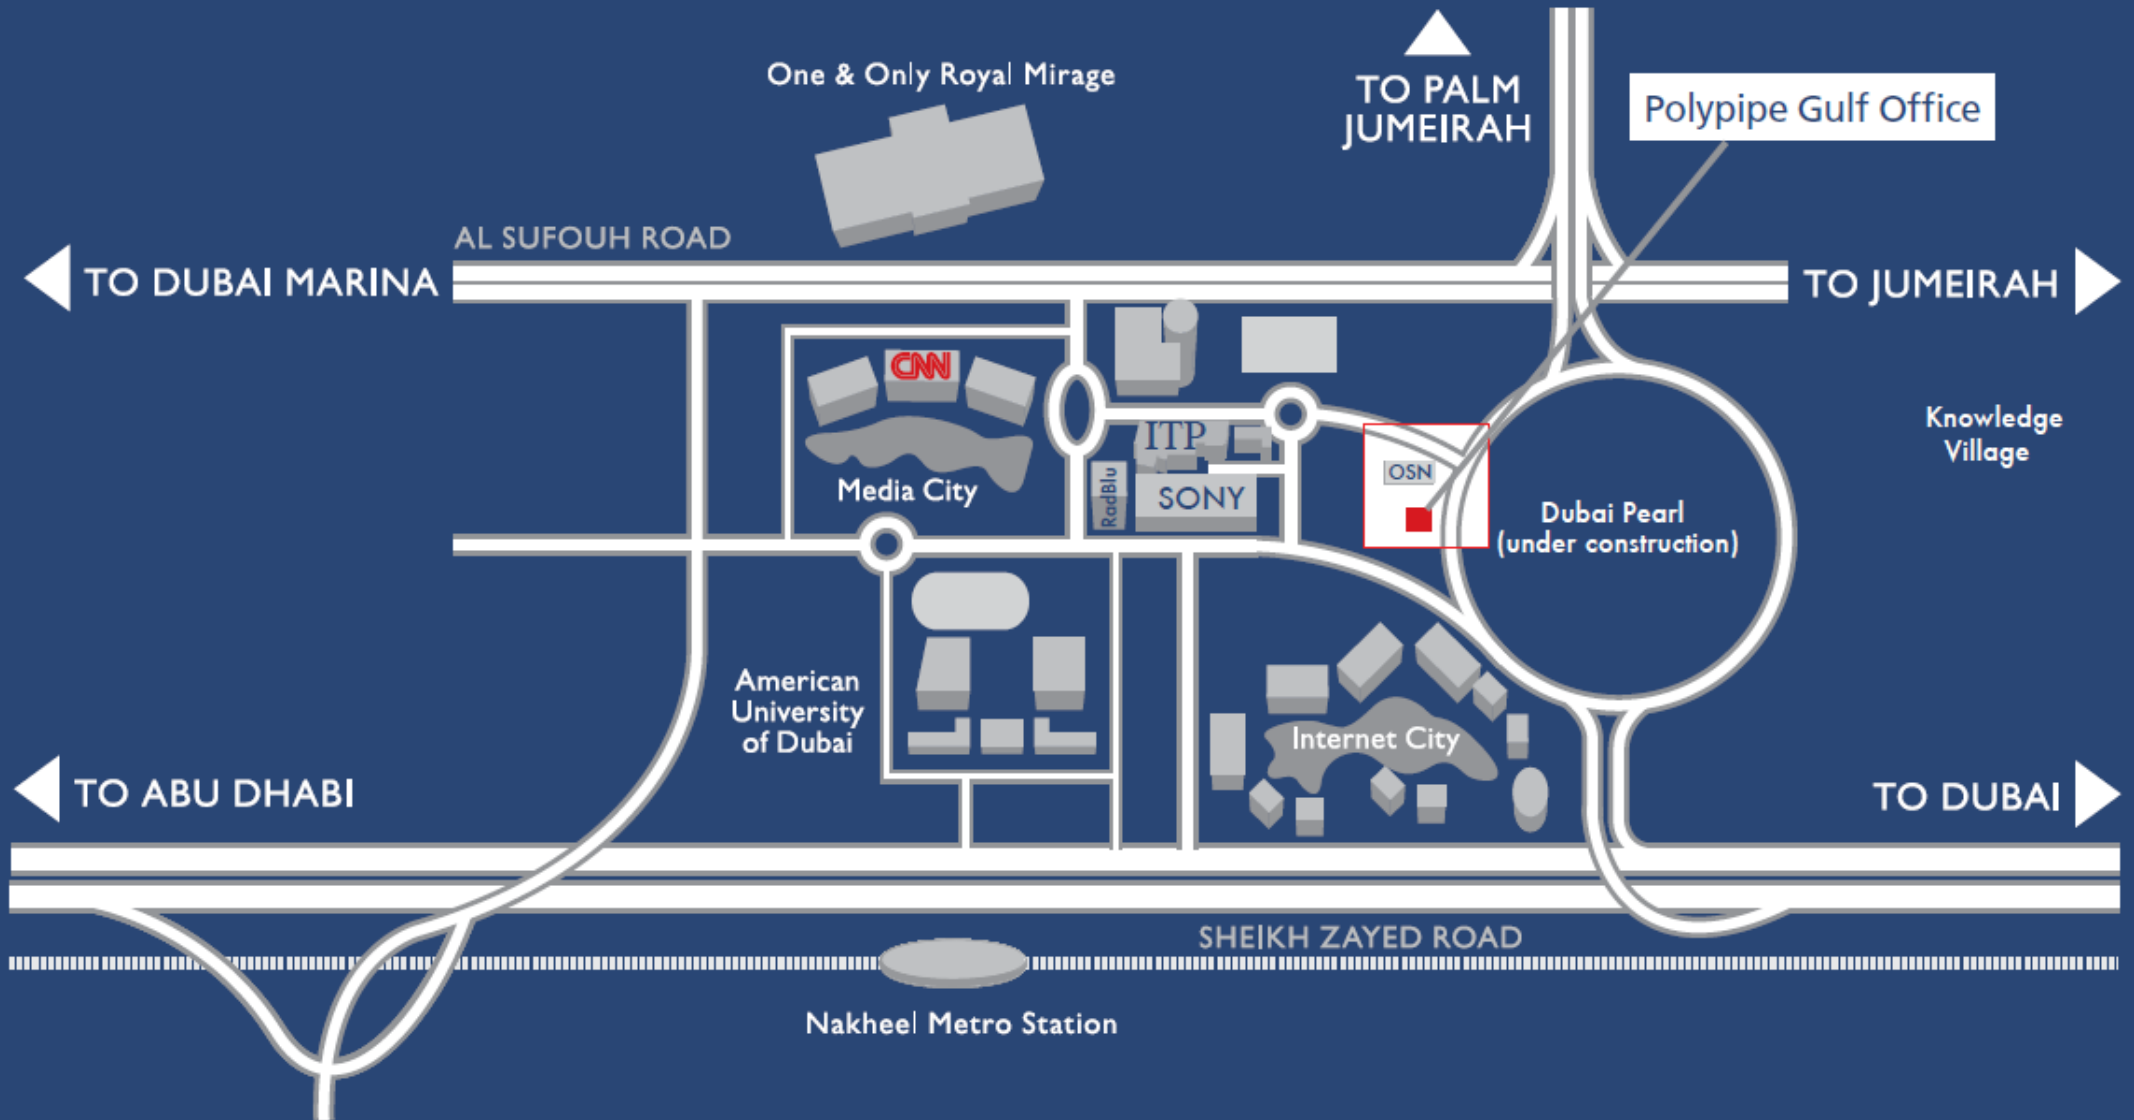 One & Only Royal Mirage
TO PALM
JUMEIRAH
Polypipe Gulf Office
AL SUFOUH ROAD
TO DUBAI MARINA
TO JUMEIRAH
CNN
ITP
Knowledge
Village
OSN
Media City
RadBlu
SONY
Dubai Pearl
(under construction)
American
University
of Dubai
Internet City
TO ABU DHABI
TO DUBAI
SHEIKH ZAYED ROAD
Nakheel Metro Station